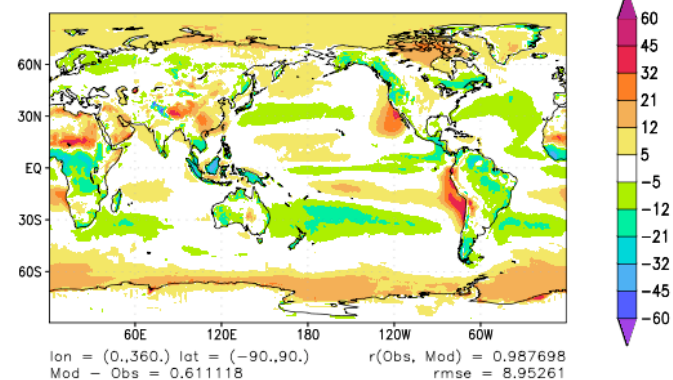 60N
30N
EQ
30S
60S
60E 120E 180 120W 60W
60
45
32
21
12
5
−5
−12
−21
−32
−45
−60
lon = (0.,360.) lat = (−90.,90.) r(Obs, Mod) = 0.987698
Mod − Obs = 0.611118 rmse = 8.95261